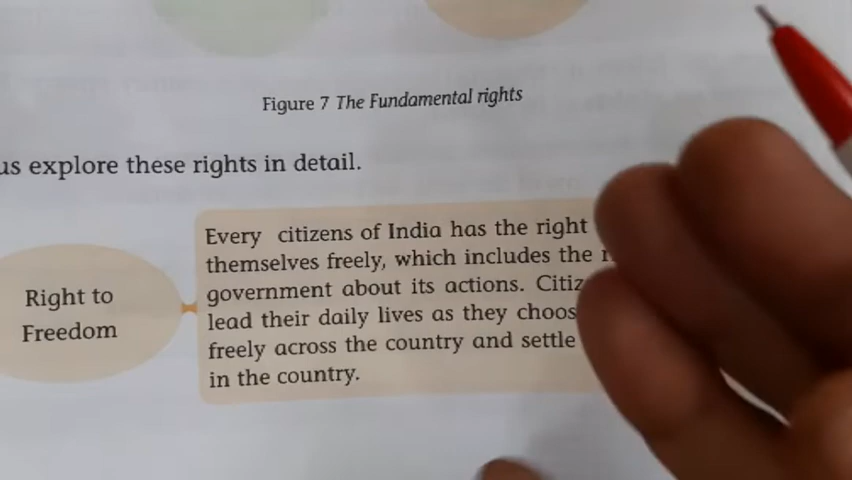 Figure 7 The Fundamental rights
us explore these rights in detail.
Right to
Freedom
Every citizens of India has the right
themselves freely, which includes the
government about its actions.
lead their daily lives as they
freely across the country and settle
in the country.